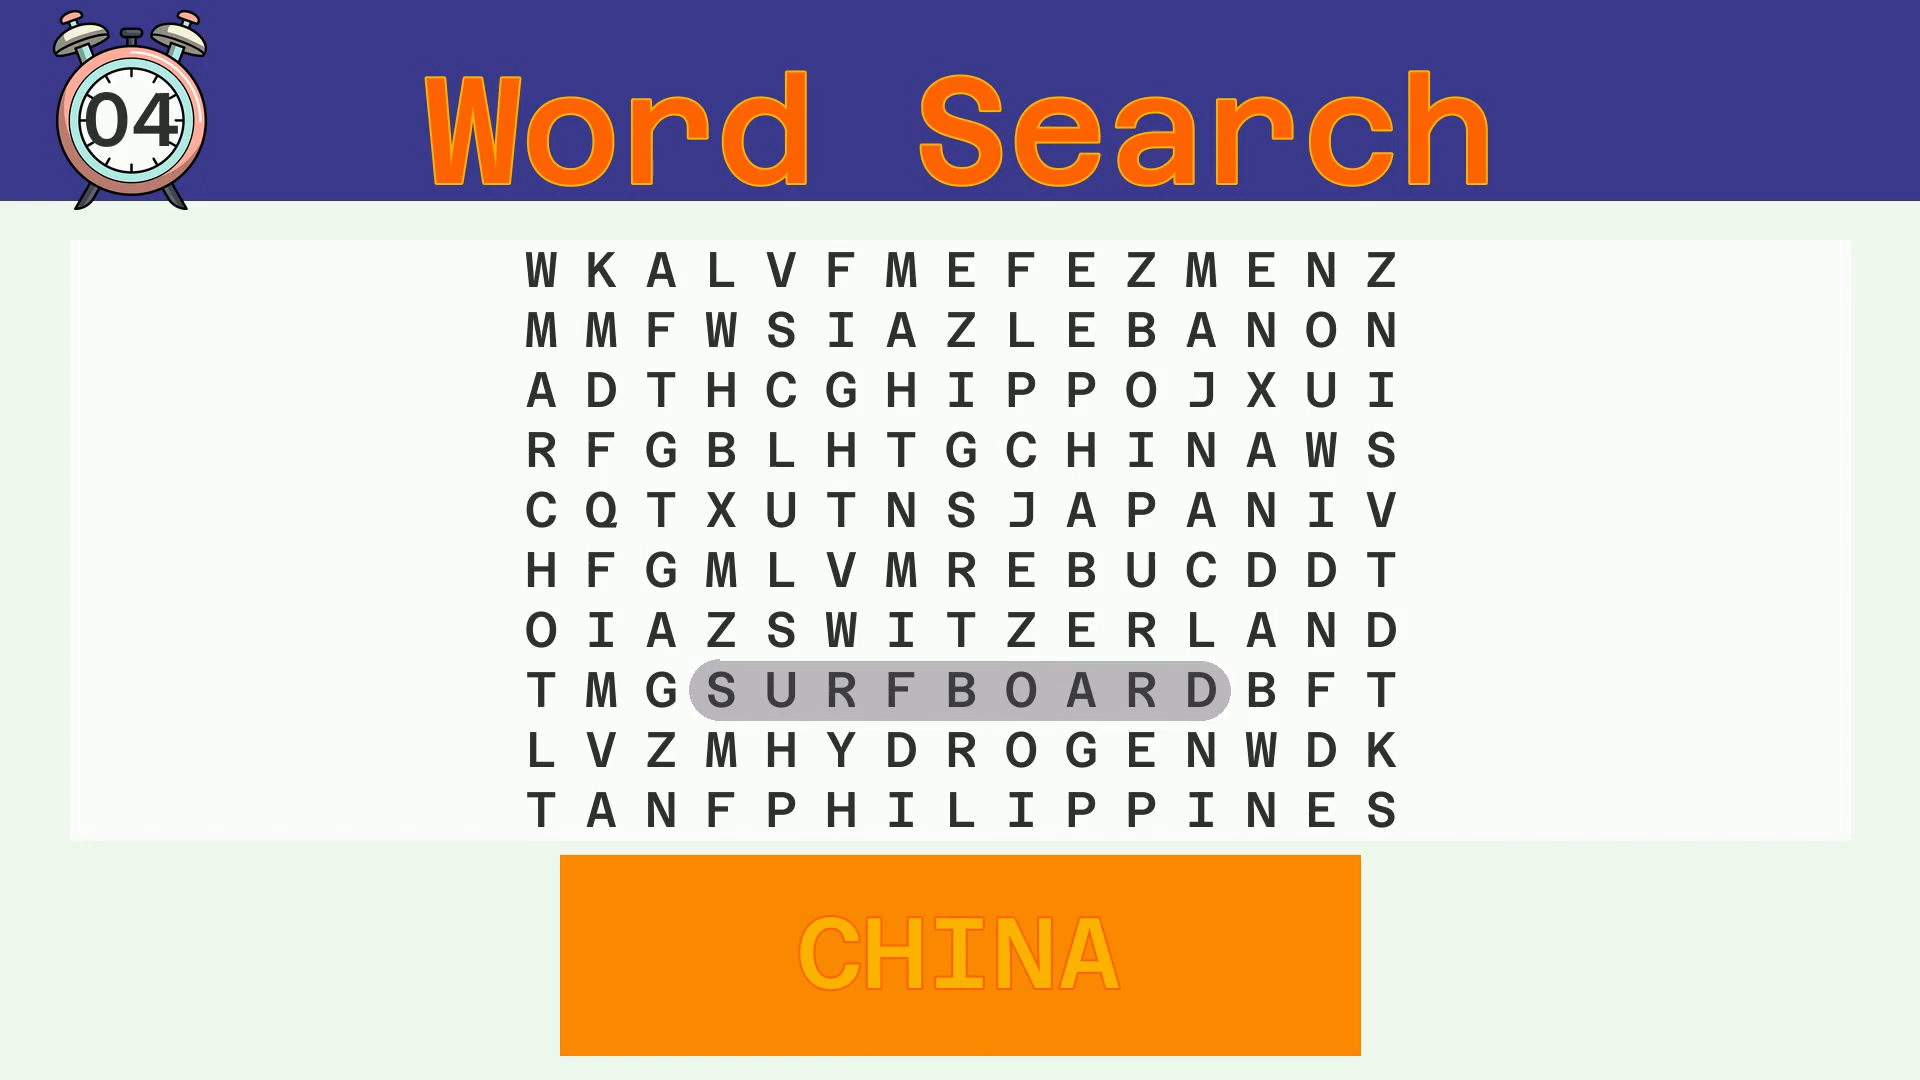 04
Word Search
W K A L V F M E F E Z M E N Z
M M F W S I A Z L E B A N O N
A D T H C G H I P P O J X U I
R F G B L H T G C H I N A W S
C Q T X U T N S J A P A N I V
H F G M L V M R E B U C D D T
O I A Z S W I T Z E R L A N D
T M G S U R F B O A R D B F T
L V Z M H Y D R O G E N W D K
T A N F P H I L I P P I N E S
CHINA